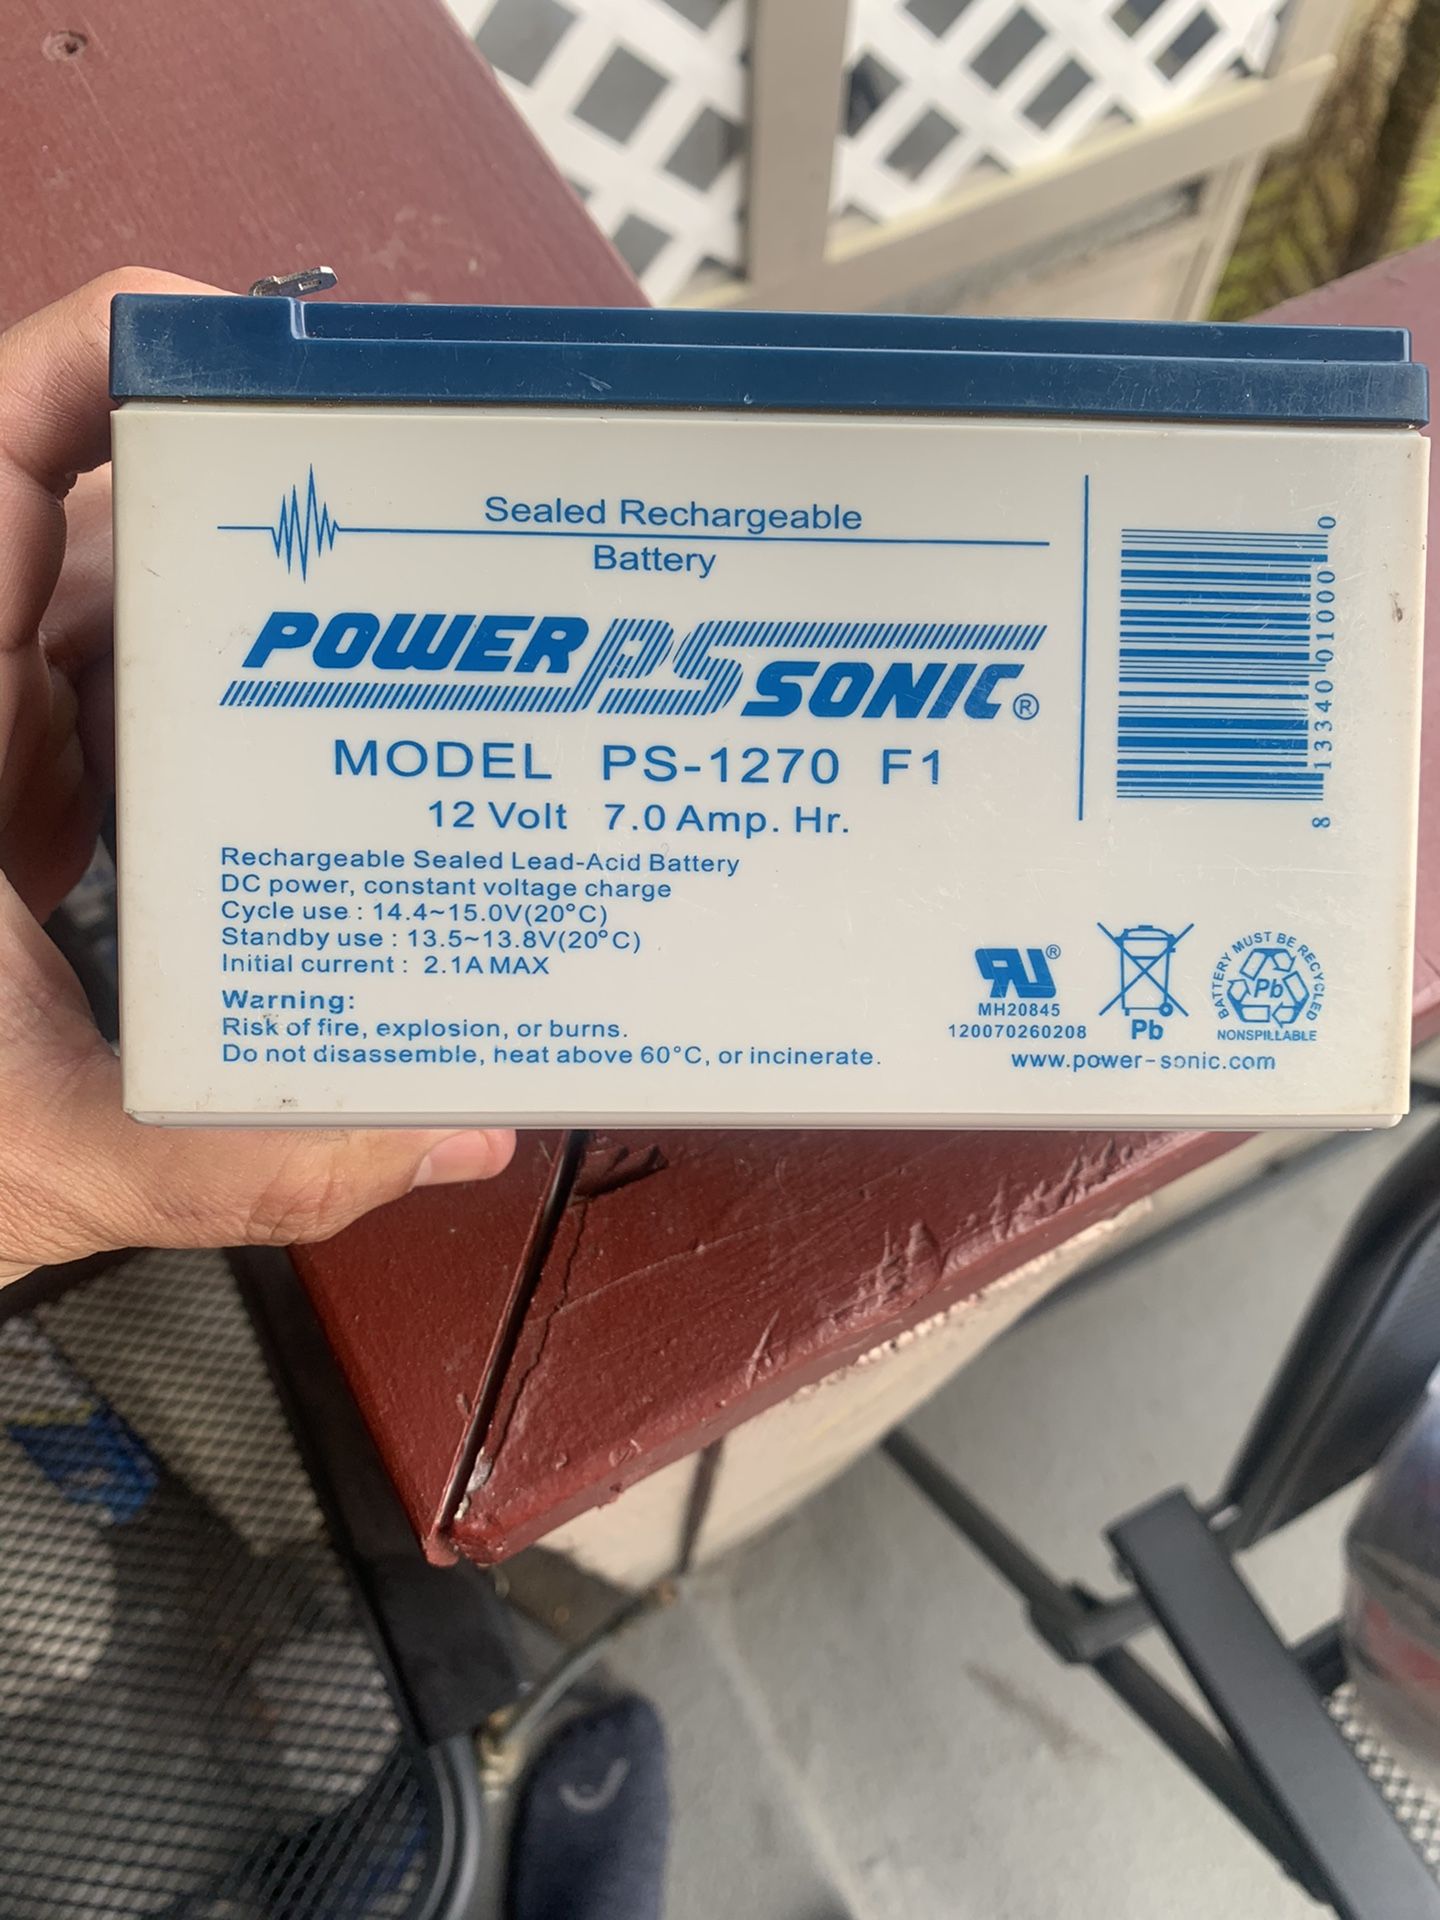 Sealed Rechargeable
Battery
POWER PS SONIC®
MODEL PS-1270 F1
12 Volt 7.0 Amp. Hr.
Rechargeable Sealed Lead-Acid Battery
DC power, constant voltage charge
Cycle use : 14.4~15.0V(20°C)
Standby use : 13.5~13.8V(20°C)
Initial current : 2.1A MAX
Warning:
Risk of fire, explosion, or burns.
Do not disassemble, heat above 60°C, or incinerate.
8 13340 01000 0
RU®
MH20845
120070260208
Pb
BATTERY MUST BE RECYCLED
Pb
NONSPILLABLE
www.power-sonic.com